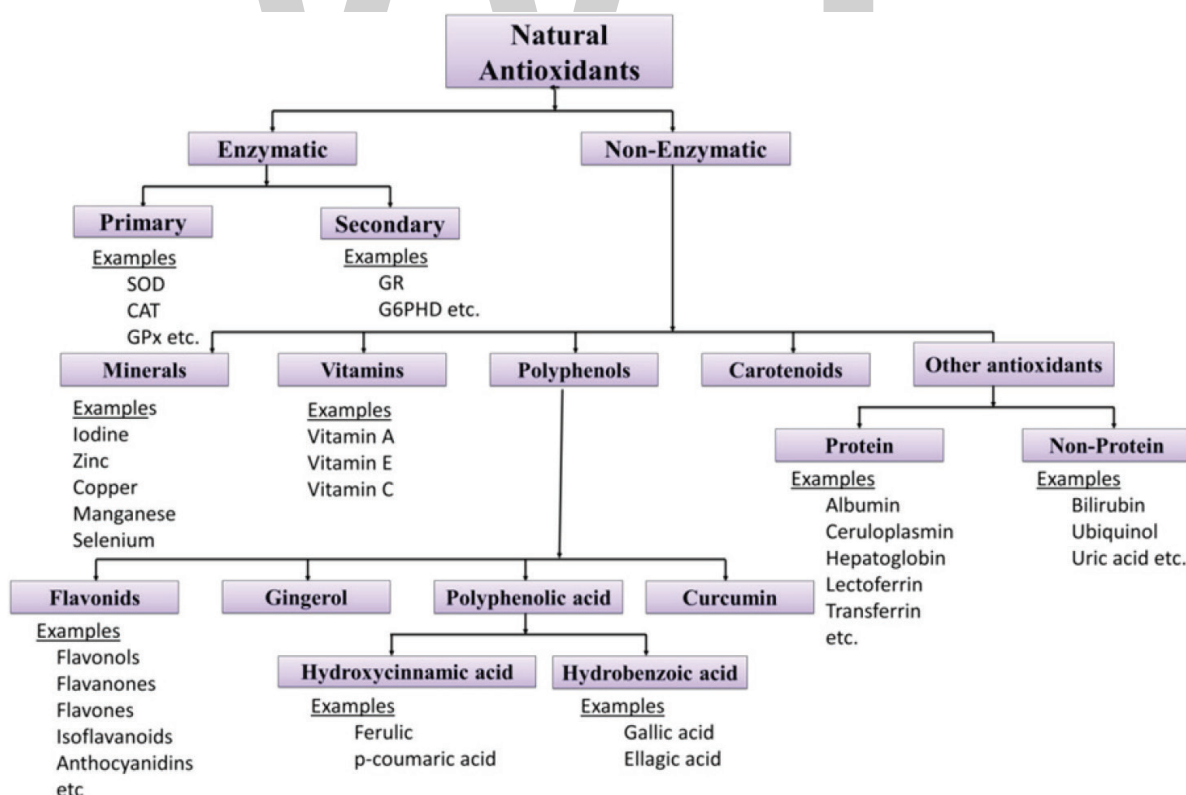 Natural
Antioxidants
Enzymatic
Non-Enzymatic
Primary
Secondary
Examples
SOD
CAT
GPx etc.
Examples
GR
G6PHD etc.
Minerals
Vitamins
Polyphenols
Carotenoids
Other antioxidants
Examples
Iodine
Zinc
Copper
Manganese
Selenium
Examples
Vitamin A
Vitamin E
Vitamin C
Protein
Non-Protein
Examples
Albumin
Ceruloplasmin
Hepatoglobin
Lectoferrin
Transferrin
etc.
Examples
Bilirubin
Ubiquinol
Uric acid etc.
Flavonids
Gingerol
Polyphenolic acid
Curcumin
Examples
Flavonols
Flavanones
Flavones
Isoflavanoids
Anthocyanidins
etc
Hydroxycinnamic acid
Hydrobenzoic acid
Examples
Ferulic
p-coumaric acid
Examples
Gallic acid
Ellagic acid